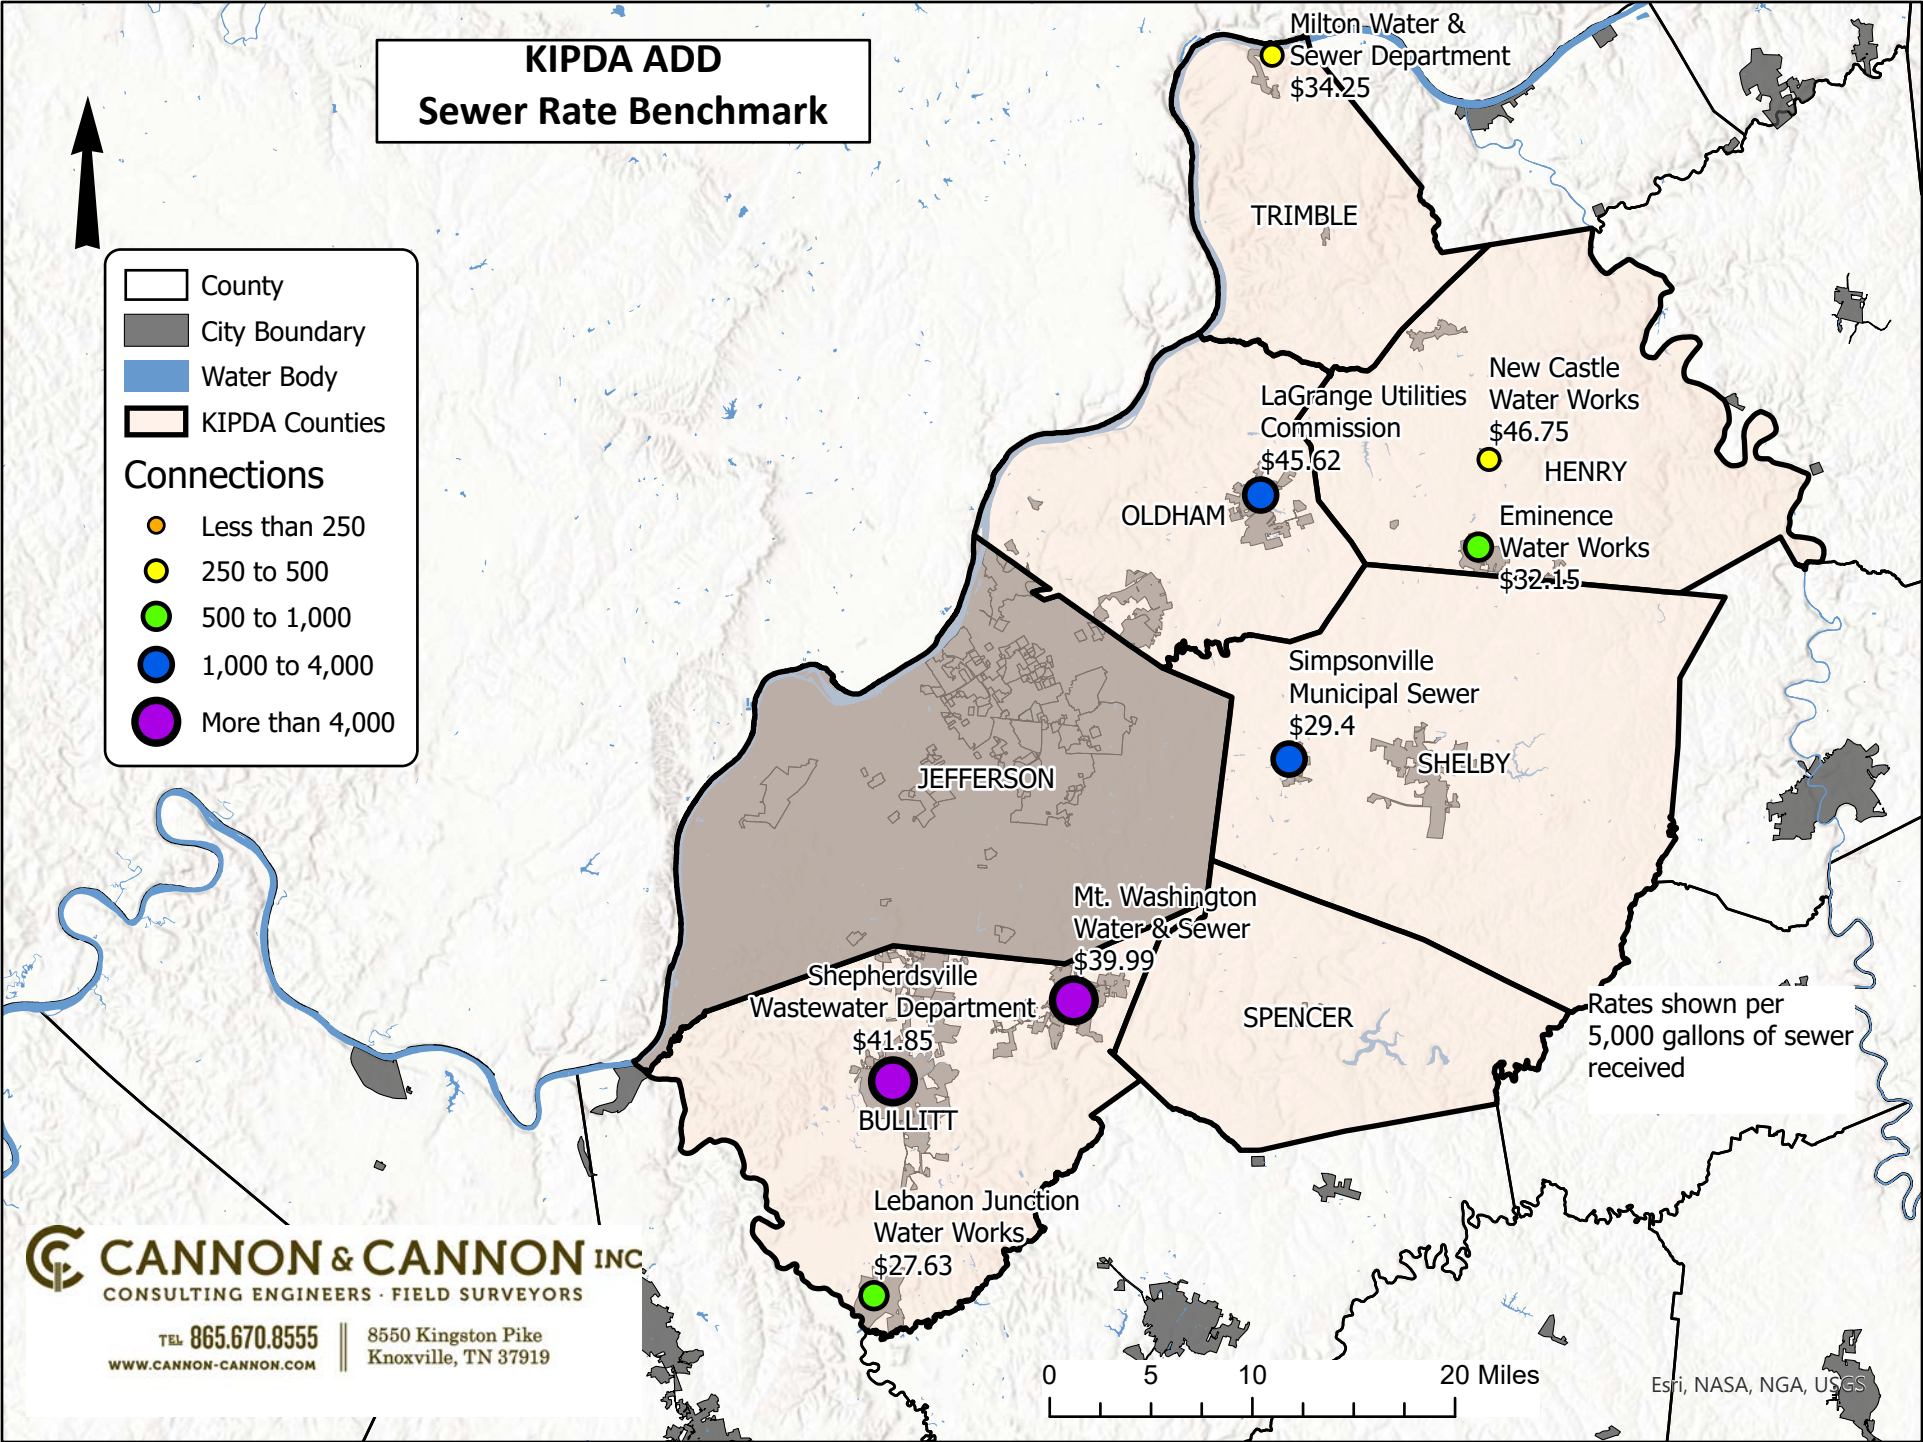 KIPDA ADD
Sewer Rate Benchmark
County
City Boundary
Water Body
KIPDA Counties
Connections
Less than 250
250 to 500
500 to 1,000
1,000 to 4,000
More than 4,000
Milton Water &
Sewer Department
$34.25
TRIMBLE
New Castle
Water Works
$46.75
HENRY
LaGrange Utilities
Commission
$45.62
OLDHAM
Eminence
Water Works
$32.15
Simpsonville
Municipal Sewer
$29.4
SHELBY
JEFFERSON
Mt. Washington
Water & Sewer
$39.99
Shepherdsville
Wastewater Department
$41.85
BULLITT
SPENCER
Rates shown per
5,000 gallons of sewer
received
Lebanon Junction
Water Works
$27.63
CANNON & CANNON INC
CONSULTING ENGINEERS · FIELD SURVEYORS
TEL 865.670.8555
WWW.CANNON-CANNON.COM
8550 Kingston Pike
Knoxville, TN 37919
0 5 10 20 Miles
Esri, NASA, NGA, USGS